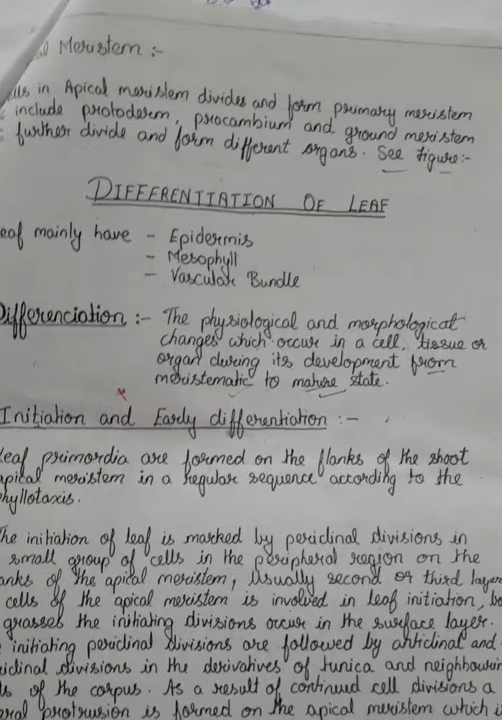 Meristem :-
in Apical meristem divides and form primary meristem
include protoderm, procambium and ground meristem
further divide and form different organs. See figure:-
DIFFERENTIATION OF LEAF
eaf mainly have - Epidermis
- Mesophyll
- Vascular Bundle
Differenciation :- The physiological and morphological
changes which occur in a cell, tissue or
organ during its development from
meristematic to mature state.
Initiation and Early differentiation :-
leaf primordia are formed on the flanks of the shoot
apical meristem in a regular sequence according to the
hyllotaxis.
The initiation of leaf is marked by periclinal divisions in
small group of cells in the peripheral region on the
anks of the apical meristem, Usually second or third layer
cells of the apical meristem is involved in leaf initiation, b
grasses the initiating divisions occur in the surface layer.
initiating periclinal divisions are followed by anticlinal and
iclinal divisions in the derivatives of tunica and neighbourin
ls of the corpus. As a result of continued cell divisions a
eral protrusion is formed on the apical meristem which